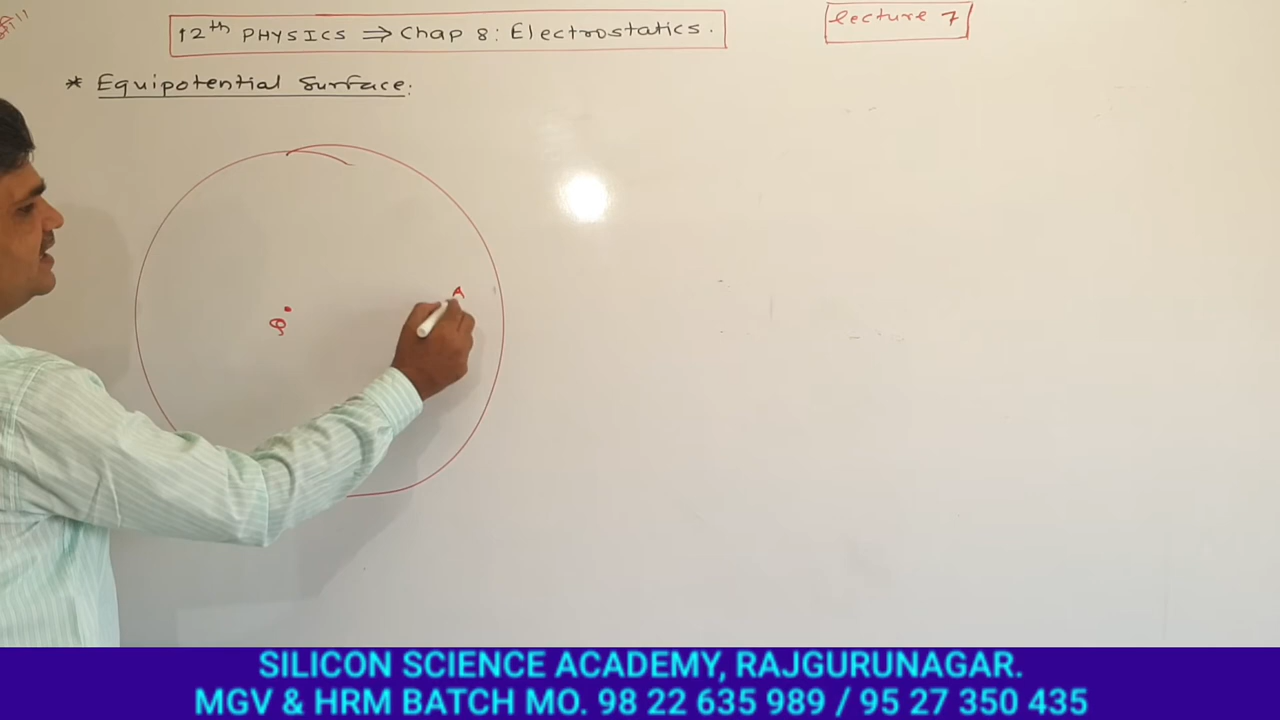 12th PHYSICS ⇒ Chap 8: Electrostatics.
lecture 7
* Equipotential Surface:
A
Q
SILICON SCIENCE ACADEMY, RAJGURUNAGAR.
MGV & HRM BATCH MO. 98 22 635 989 / 95 27 350 435